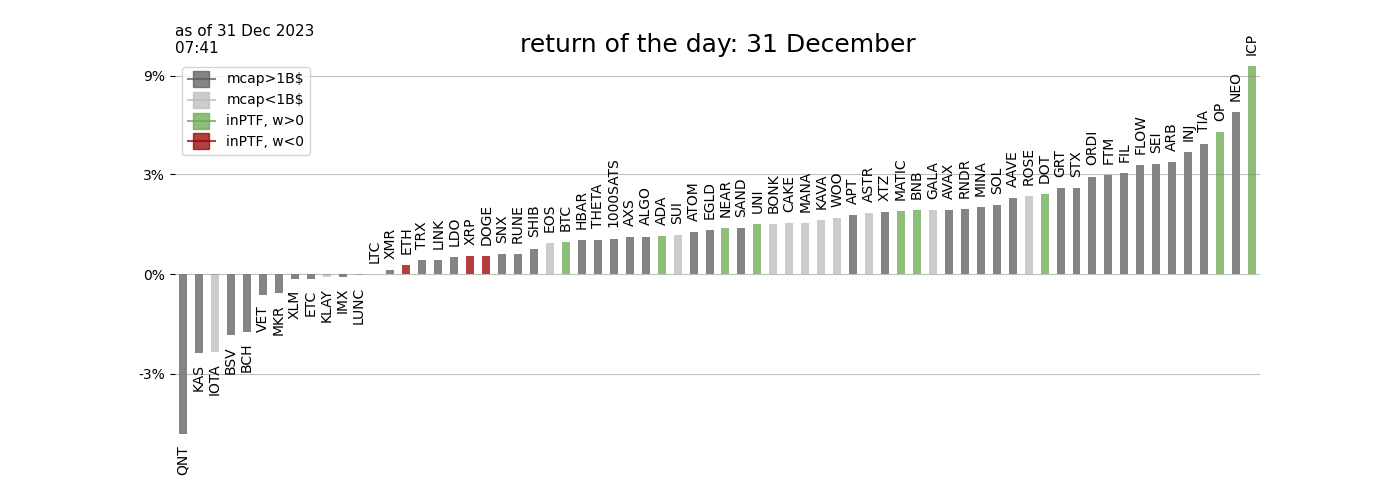 as of 31 Dec 2023
07:41
return of the day: 31 December
mcap>1B$
mcap<1B$
inPTF, w>0
inPTF, w<0
9%
3%
0%
-3%
QNT
KAS
IOTA
BSV
BCH
VET
MKR
XLM
ETC
KLAY
IMX
LUNC
LTC
XMR
ETH
TRX
LINK
LDO
XRP
DOGE
SNX
RUNE
SHIB
EOS
BTC
HBAR
THETA
1000SATS
AXS
ALGO
ADA
SUI
ATOM
EGLD
NEAR
SAND
UNI
BONK
CAKE
MANA
KAVA
WOO
APT
ASTR
XTZ
MATIC
BNB
GALA
AVAX
RNDR
MINA
SOL
AAVE
ROSE
DOT
GRT
STX
ORDI
FTM
FIL
FLOW
SEI
ARB
INJ
TIA
OP
NEO
ICP